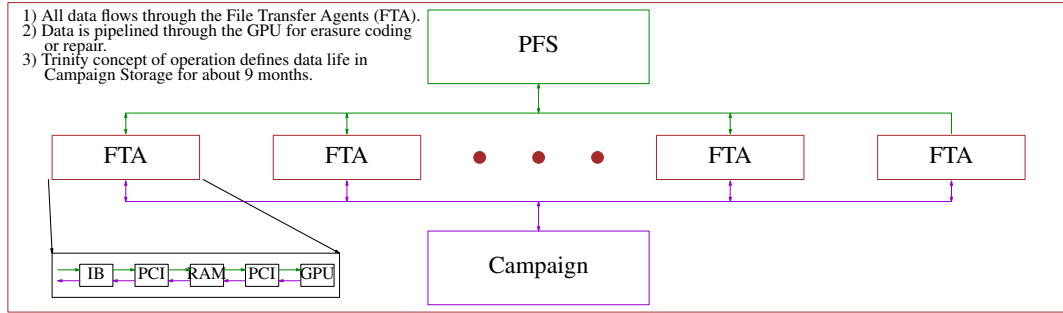 1) All data flows through the File Transfer Agents (FTA).
2) Data is pipelined through the GPU for erasure coding
or repair.
3) Trinity concept of operation defines data life in
Campaign Storage for about 9 months.
PFS
FTA
FTA
FTA
FTA
Campaign
IB
PCI
RAM
PCI
GPU